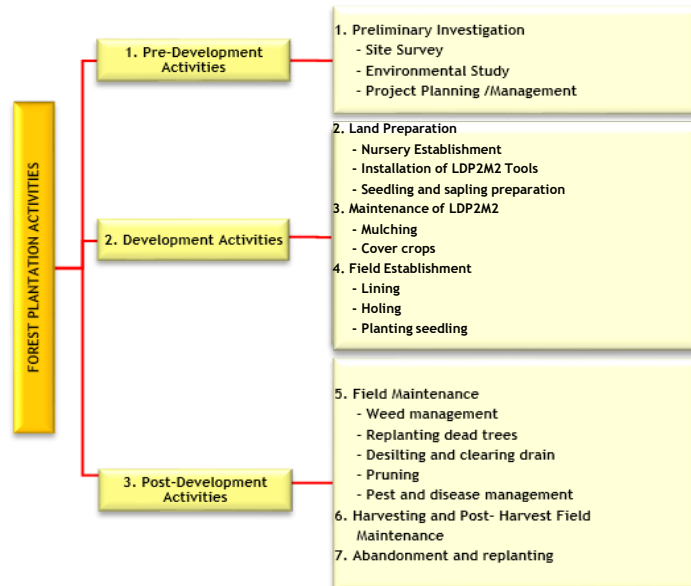 FOREST PLANTATION ACTIVITIES
1. Pre-Development
Activities
1. Preliminary Investigation
- Site Survey
- Environmental Study
- Project Planning /Management
2. Development Activities
2. Land Preparation
- Nursery Establishment
- Installation of LDP2M2 Tools
- Seedling and sapling preparation
3. Maintenance of LDP2M2
- Mulching
- Cover crops
4. Field Establishment
- Lining
- Holing
- Planting seedling
3. Post-Development
Activities
5. Field Maintenance
- Weed management
- Replanting dead trees
- Desilting and clearing drain
- Pruning
- Pest and disease management
6. Harvesting and Post- Harvest Field
Maintenance
7. Abandonment and replanting